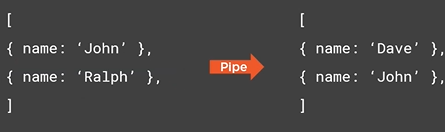 [
{ name: ‘John’ },
{ name: ‘Ralph’ },
]
Pipe
[
{ name: ‘Dave’ },
{ name: ‘John’ },
]